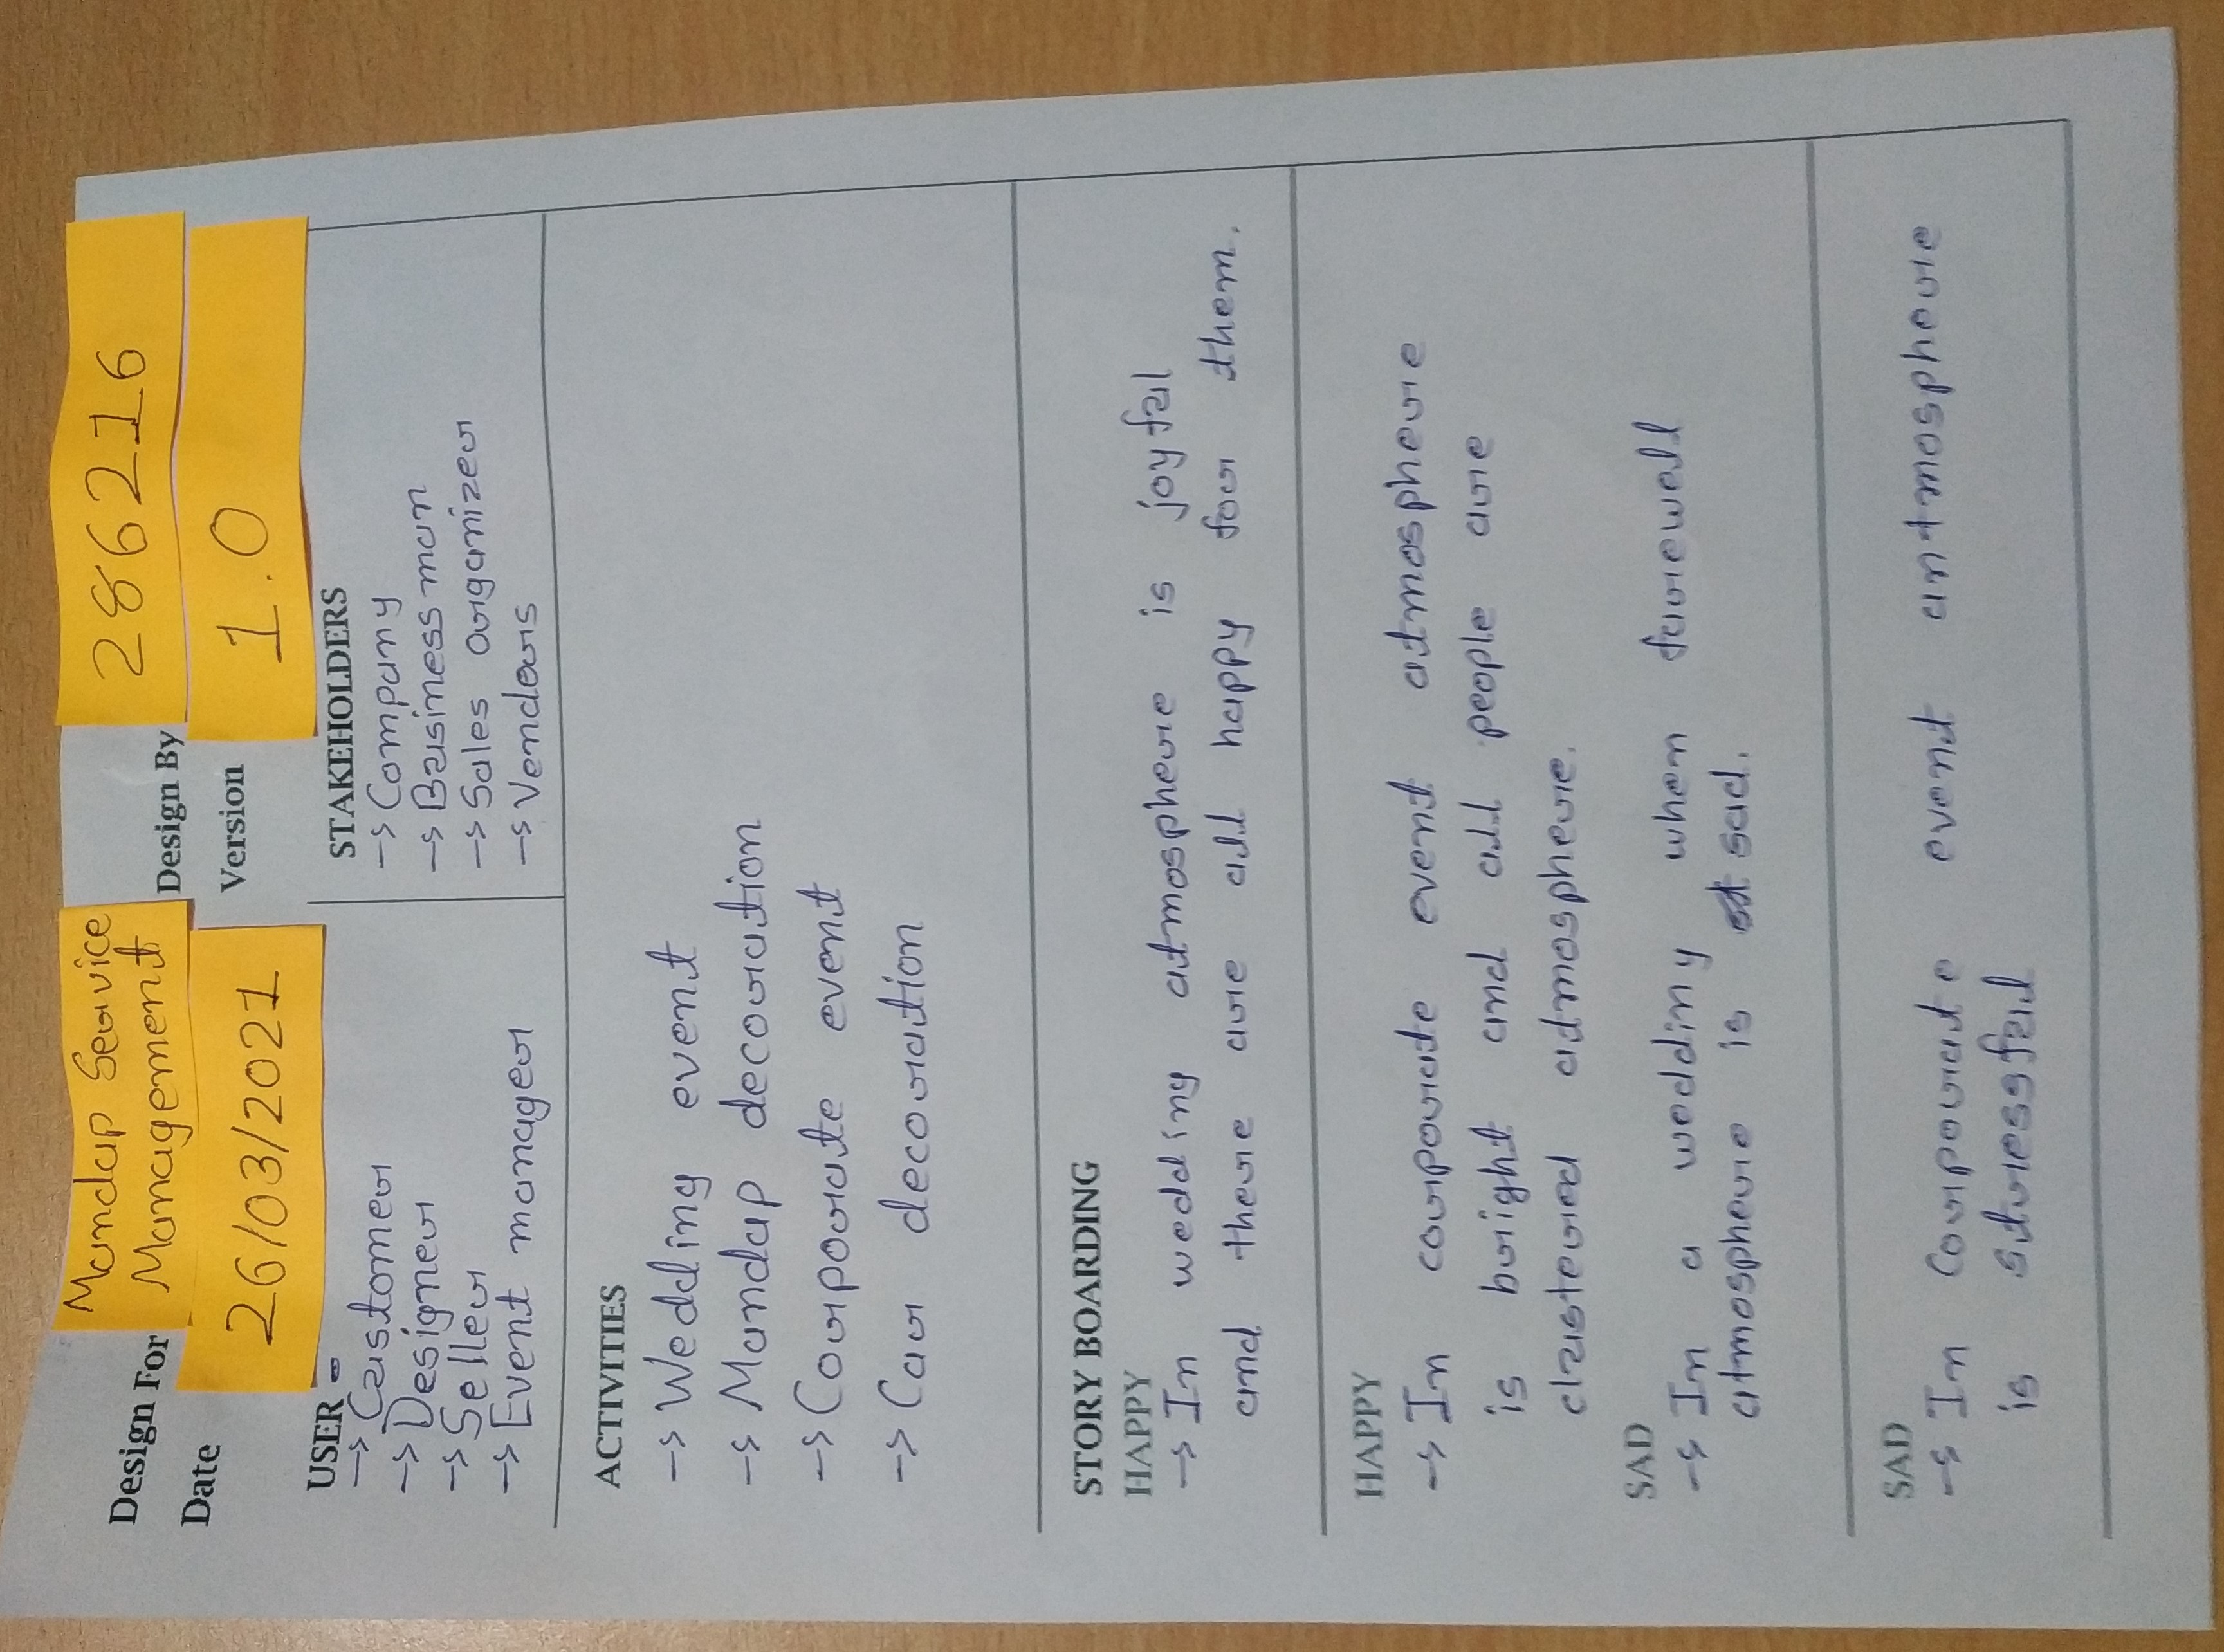 Design For Mandap Service Management
Design By 286216
Date 26/03/2021
Version 1.0
USER
→ Customer
→ Designer
→ Seller
→ Event manager
STAKEHOLDERS
→ Company
→ Business man
→ Sales organizer
→ Vendors
ACTIVITIES
→ Wedding event
→ Mandap decoration
→ Corporate event
→ Car decoration
STORY BOARDING
HAPPY
→ In wedding atmosphere is joyful
and there are all happy for them.
HAPPY
→ In corporate event atmosphere
is bright and all people are
clustered atmosphere.
SAD
→ In a wedding when farewell
atmosphere is sad.
SAD
→ In Corporate event antmosphere
is stressful